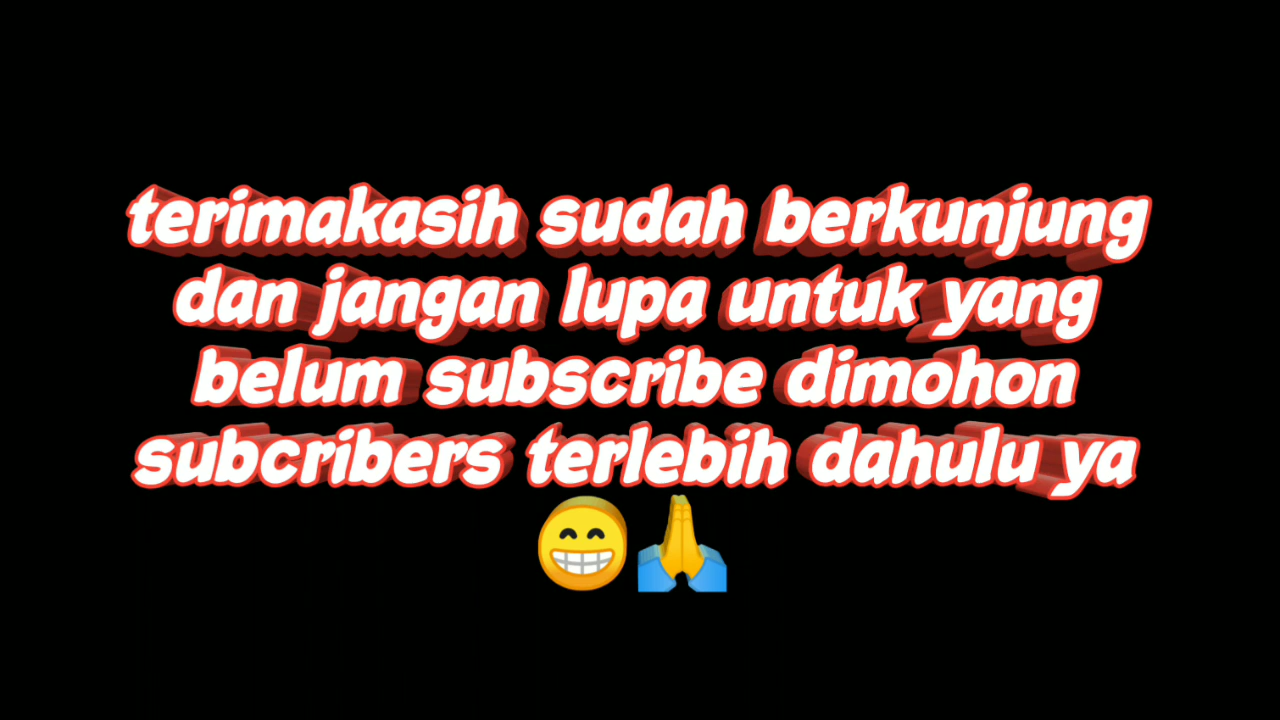 terimakasih sudah berkunjung
dan jangan lupa untuk yang
belum subscribe dimohon
subcribers terlebih dahulu ya
😁🙏